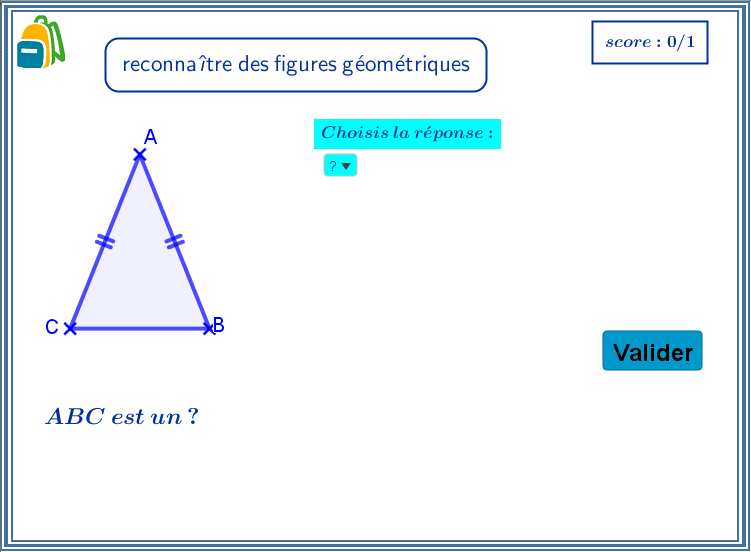 score : 0/1
reconnaître des figures géométriques
Choisis la réponse :
? ▼
A
C
B
Valider
ABC est un ?